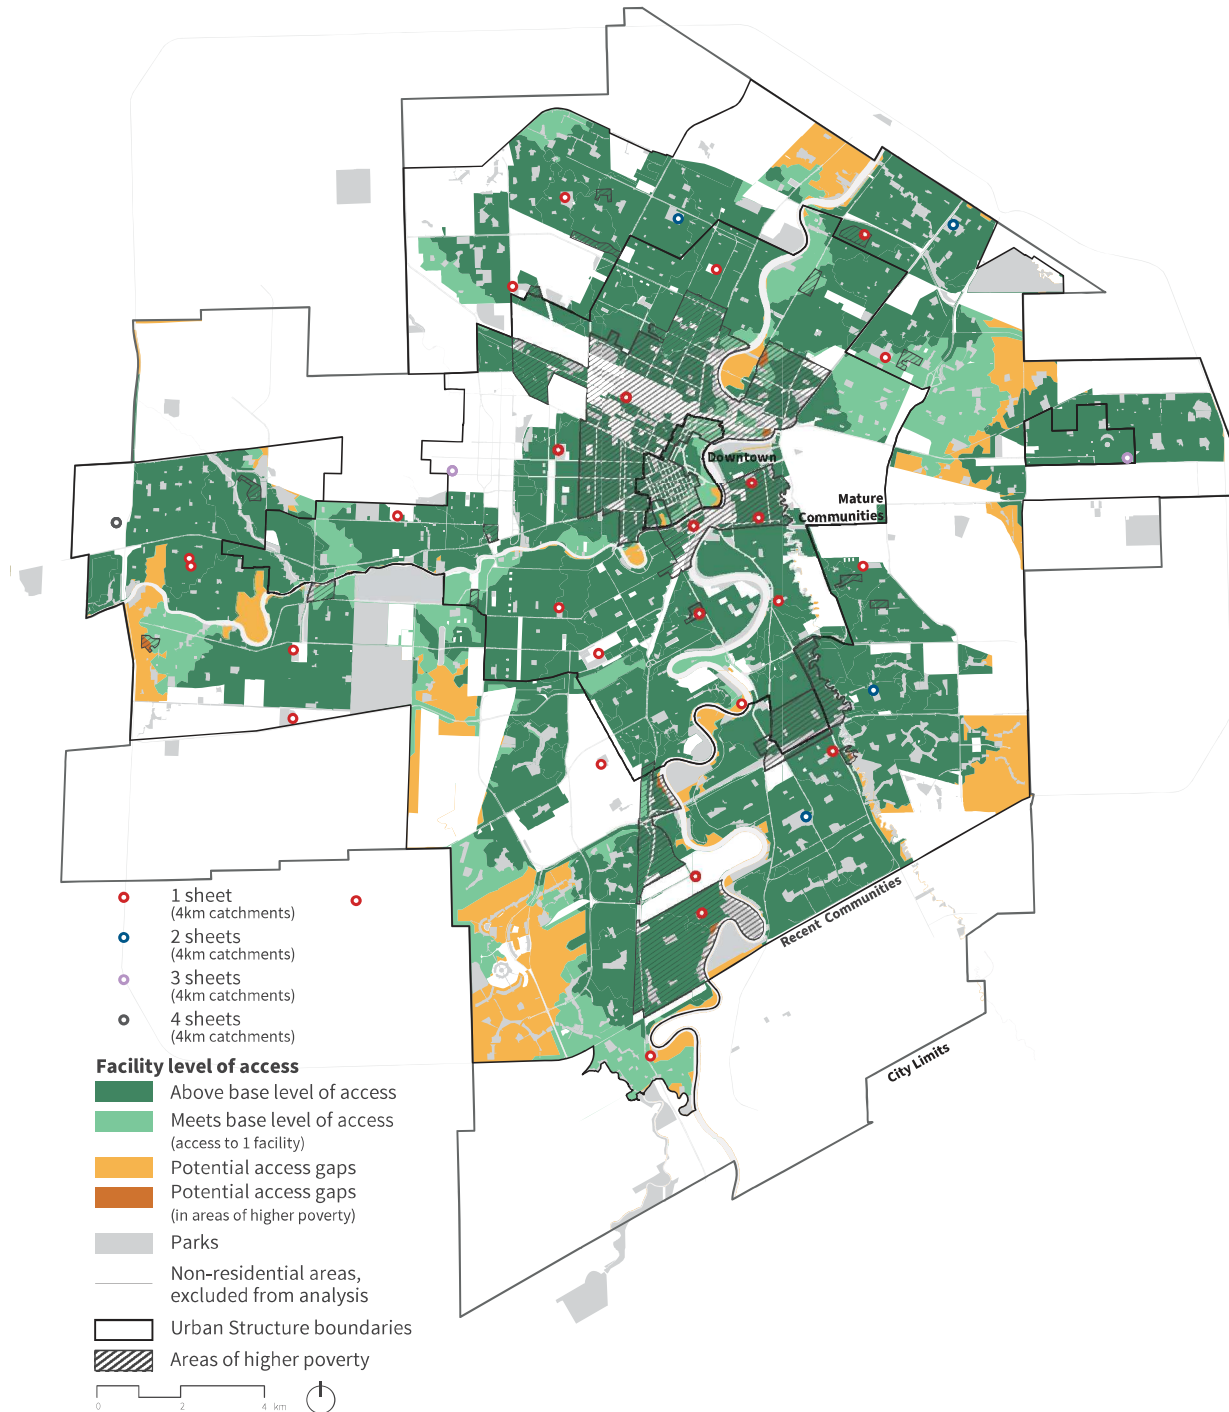 Downtown
Mature
Communities
Recent Communities
City Limits
1 sheet
(4km catchments)
2 sheets
(4km catchments)
3 sheets
(4km catchments)
4 sheets
(4km catchments)
Facility level of access
Above base level of access
Meets base level of access
(access to 1 facility)
Potential access gaps
Potential access gaps
(in areas of higher poverty)
Parks
Non-residential areas,
excluded from analysis
Urban Structure boundaries
Areas of higher poverty
0 2 4 km